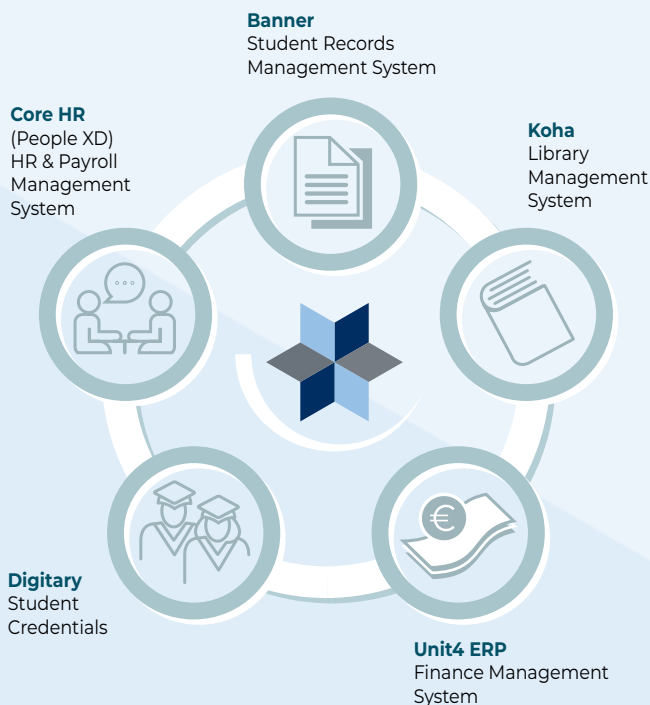 Banner
Student Records
Management System
Core HR
(People XD)
HR & Payroll
Management
System
Koha
Library
Management
System
€
Digitary
Student
Credentials
Unit4 ERP
Finance Management
System